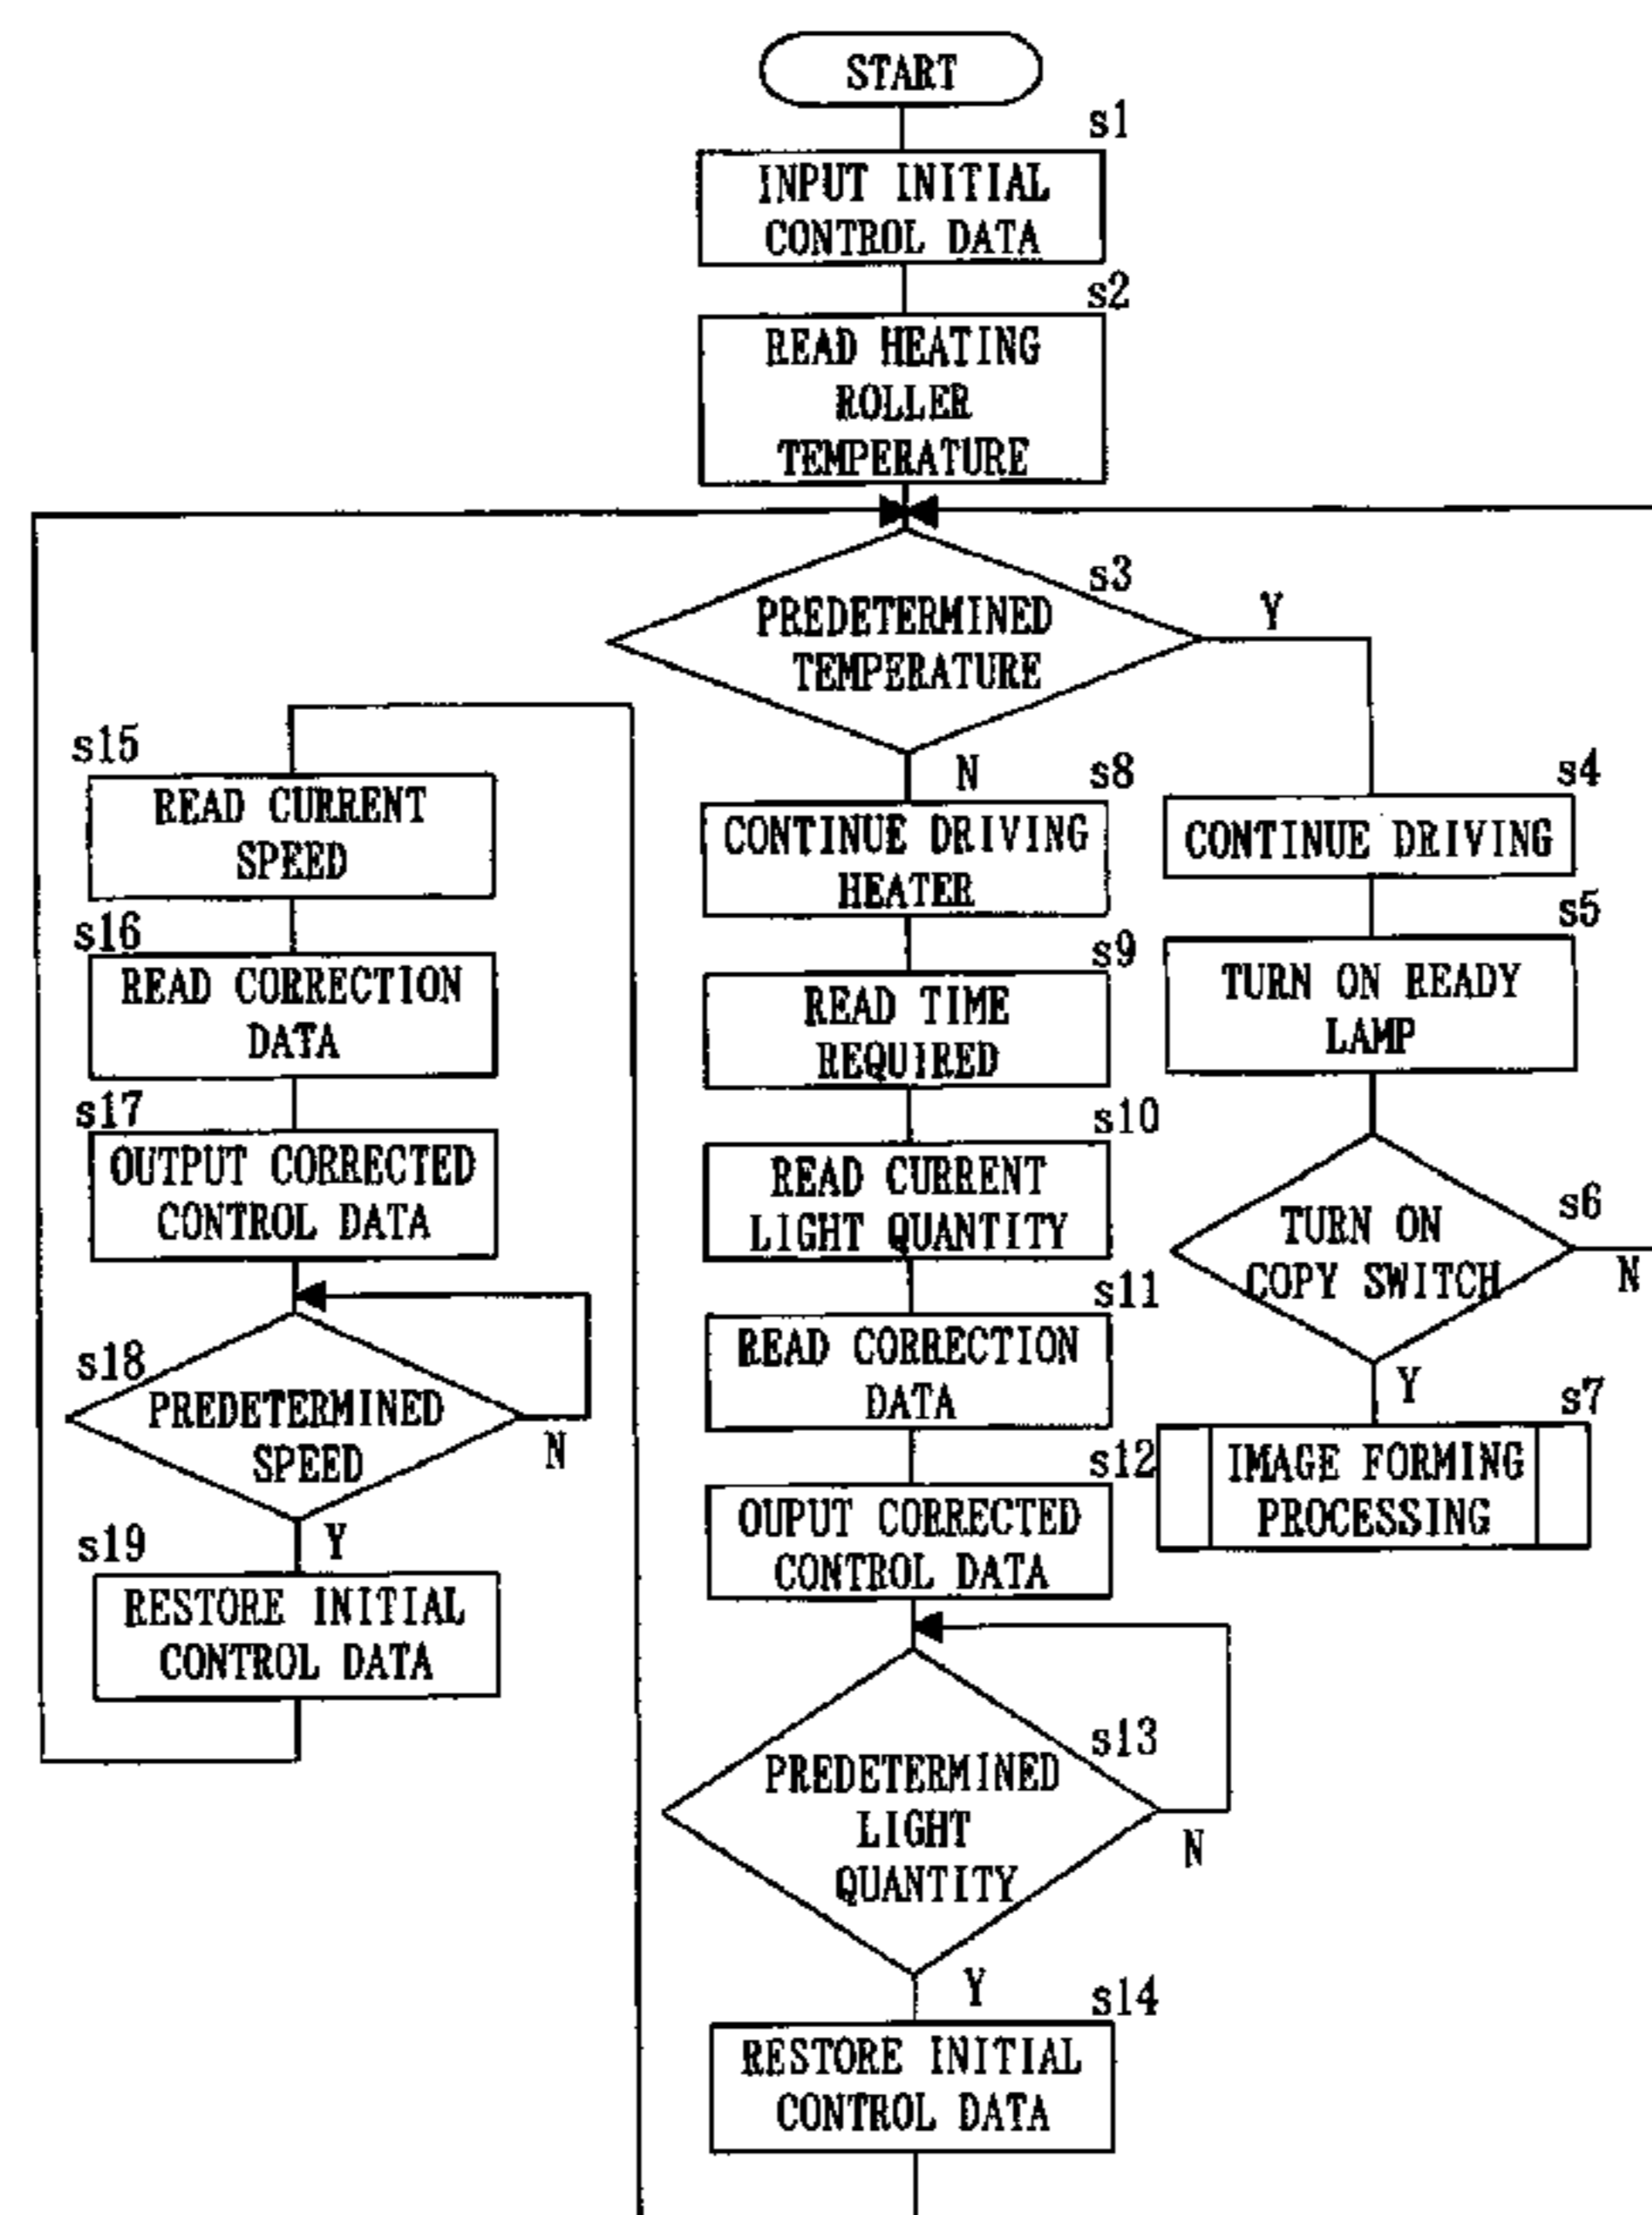 START
s1
INPUT INITIAL
CONTROL DATA
s2
READ HEATING
ROLLER
TEMPERATURE
s3
PREDETERMINED
TEMPERATURE
Y
N
s4
CONTINUE DRIVING
s5
TURN ON READY
LAMP
s6
TURN ON
COPY SWITCH
N
Y
s7
IMAGE FORMING
PROCESSING
s8
CONTINUE DRIVING
HEATER
s9
READ TIME
REQUIRED
s10
READ CURRENT
LIGHT QUANTITY
s11
READ CORRECTION
DATA
s12
OUPUT CORRECTED
CONTROL DATA
s13
PREDETERMINED
LIGHT
QUANTITY
N
Y
s14
RESTORE INITIAL
CONTROL DATA
s15
READ CURRENT
SPEED
s16
READ CORRECTION
DATA
s17
OUTPUT CORRECTED
CONTROL DATA
s18
PREDETERMINED
SPEED
N
Y
s19
RESTORE INITIAL
CONTROL DATA